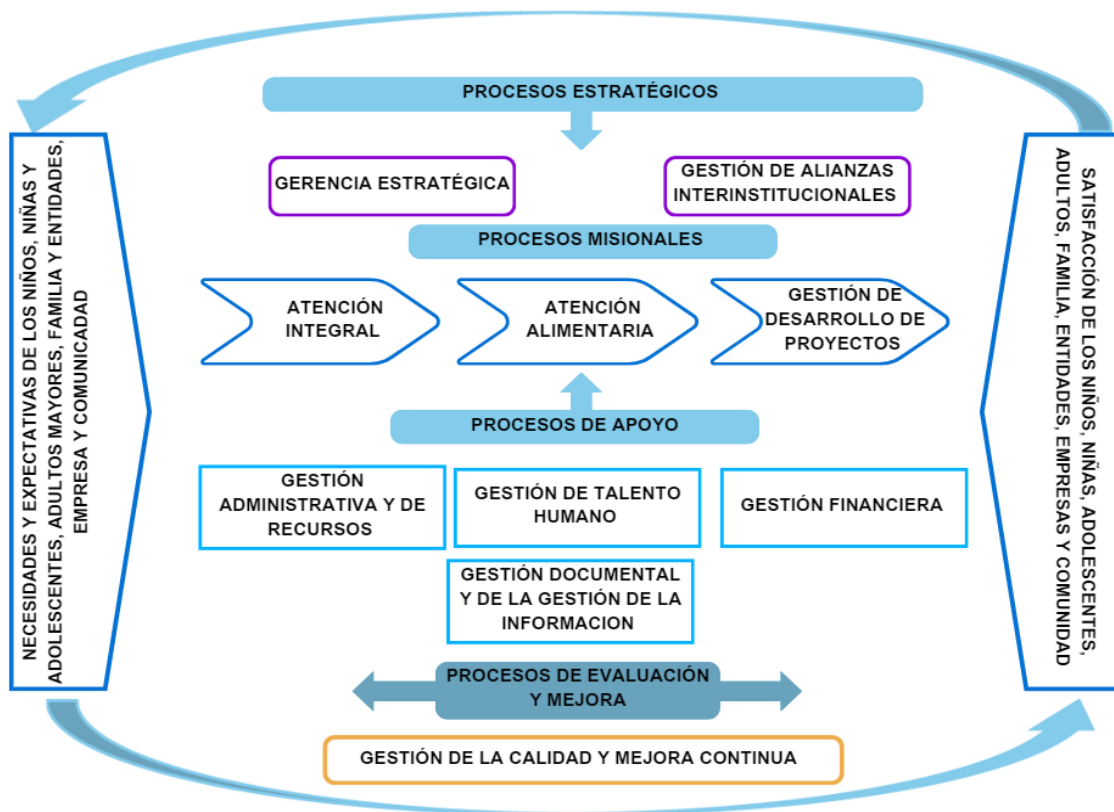 PROCESOS ESTRATÉGICOS
GERENCIA ESTRATÉGICA
GESTIÓN DE ALIANZAS
INTERINSTITUCIONALES
PROCESOS MISIONALES
ATENCIÓN
INTEGRAL
ATENCIÓN
ALIMENTARIA
GESTIÓN DE
DESARROLLO DE
PROYECTOS
PROCESOS DE APOYO
GESTIÓN
ADMINISTRATIVA Y DE
RECURSOS
GESTIÓN DE TALENTO
HUMANO
GESTIÓN FINANCIERA
GESTIÓN DOCUMENTAL
Y DE LA GESTIÓN DE LA
INFORMACION
PROCESOS DE EVALUACIÓN
Y MEJORA
GESTIÓN DE LA CALIDAD Y MEJORA CONTINUA
NECESIDADES Y EXPECTATIVAS DE LOS NIÑOS, NIÑAS Y
ADOLESCENTES, ADULTOS MAYORES, FAMILIA Y ENTIDADES,
EMPRESA Y COMUNICADAD
SATISFACCIÓN DE LOS NIÑOS, NIÑAS, ADOLESCENTES,
ADULTOS, FAMILIA, ENTIDADES, EMPRESAS Y COMUNIDAD